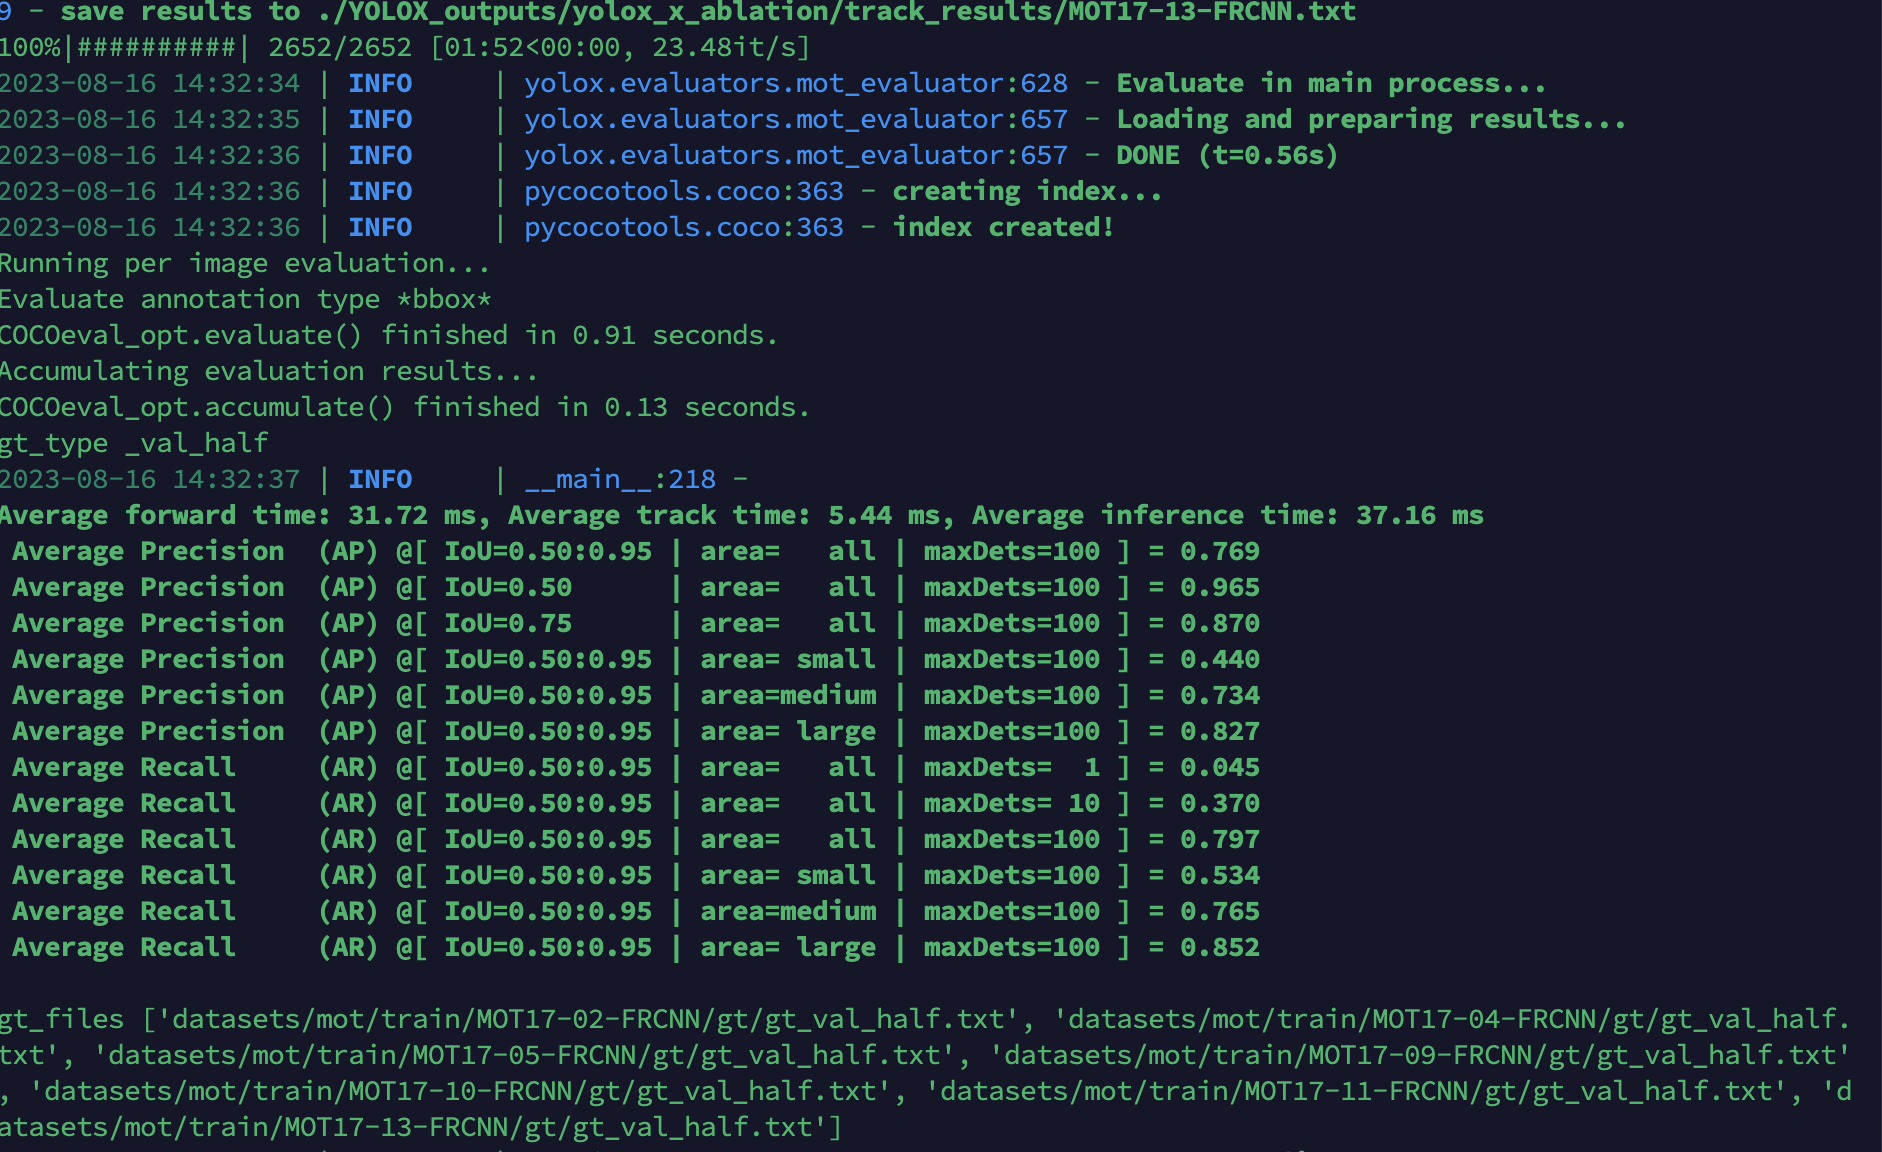 9 - save results to ./YOLOX_outputs/yolox_x_ablation/track_results/MOT17-13-FRCNN.txt
100%|##########| 2652/2652 [01:52<00:00, 23.48it/s]
2023-08-16 14:32:34 | INFO     | yolox.evaluators.mot_evaluator:628 - Evaluate in main process...
2023-08-16 14:32:35 | INFO     | yolox.evaluators.mot_evaluator:657 - Loading and preparing results...
2023-08-16 14:32:36 | INFO     | yolox.evaluators.mot_evaluator:657 - DONE (t=0.56s)
2023-08-16 14:32:36 | INFO     | pycocotools.coco:363 - creating index...
2023-08-16 14:32:36 | INFO     | pycocotools.coco:363 - index created!
Running per image evaluation...
Evaluate annotation type *bbox*
COCOeval_opt.evaluate() finished in 0.91 seconds.
Accumulating evaluation results...
COCOeval_opt.accumulate() finished in 0.13 seconds.
gt_type _val_half
2023-08-16 14:32:37 | INFO     | __main__:218 -
Average forward time: 31.72 ms, Average track time: 5.44 ms, Average inference time: 37.16 ms
 Average Precision  (AP) @[ IoU=0.50:0.95 | area=   all | maxDets=100 ] = 0.769
 Average Precision  (AP) @[ IoU=0.50      | area=   all | maxDets=100 ] = 0.965
 Average Precision  (AP) @[ IoU=0.75      | area=   all | maxDets=100 ] = 0.870
 Average Precision  (AP) @[ IoU=0.50:0.95 | area= small | maxDets=100 ] = 0.440
 Average Precision  (AP) @[ IoU=0.50:0.95 | area=medium | maxDets=100 ] = 0.734
 Average Precision  (AP) @[ IoU=0.50:0.95 | area= large | maxDets=100 ] = 0.827
 Average Recall     (AR) @[ IoU=0.50:0.95 | area=   all | maxDets=  1 ] = 0.045
 Average Recall     (AR) @[ IoU=0.50:0.95 | area=   all | maxDets= 10 ] = 0.370
 Average Recall     (AR) @[ IoU=0.50:0.95 | area=   all | maxDets=100 ] = 0.797
 Average Recall     (AR) @[ IoU=0.50:0.95 | area= small | maxDets=100 ] = 0.534
 Average Recall     (AR) @[ IoU=0.50:0.95 | area=medium | maxDets=100 ] = 0.765
 Average Recall     (AR) @[ IoU=0.50:0.95 | area= large | maxDets=100 ] = 0.852
gt_files ['datasets/mot/train/MOT17-02-FRCNN/gt/gt_val_half.txt', 'datasets/mot/train/MOT17-04-FRCNN/gt/gt_val_half.
txt', 'datasets/mot/train/MOT17-05-FRCNN/gt/gt_val_half.txt', 'datasets/mot/train/MOT17-09-FRCNN/gt/gt_val_half.txt'
, 'datasets/mot/train/MOT17-10-FRCNN/gt/gt_val_half.txt', 'datasets/mot/train/MOT17-11-FRCNN/gt/gt_val_half.txt', 'd
atasets/mot/train/MOT17-13-FRCNN/gt/gt_val_half.txt']